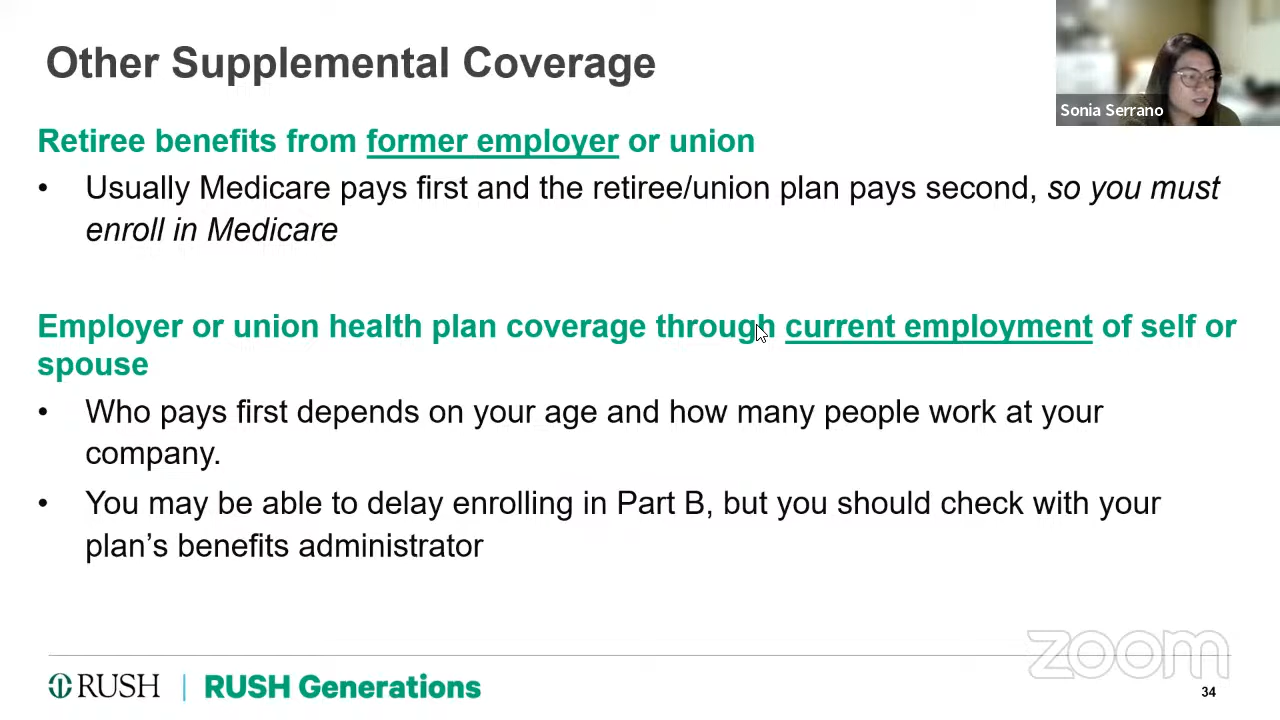 Other Supplemental Coverage
Sonia Serrano
Retiree benefits from former employer or union
• Usually Medicare pays first and the retiree/union plan pays second, so you must
enroll in Medicare
Employer or union health plan coverage through current employment of self or
spouse
• Who pays first depends on your age and how many people work at your
company.
• You may be able to delay enrolling in Part B, but you should check with your
plan’s benefits administrator
zoom
RUSH | RUSH Generations
34